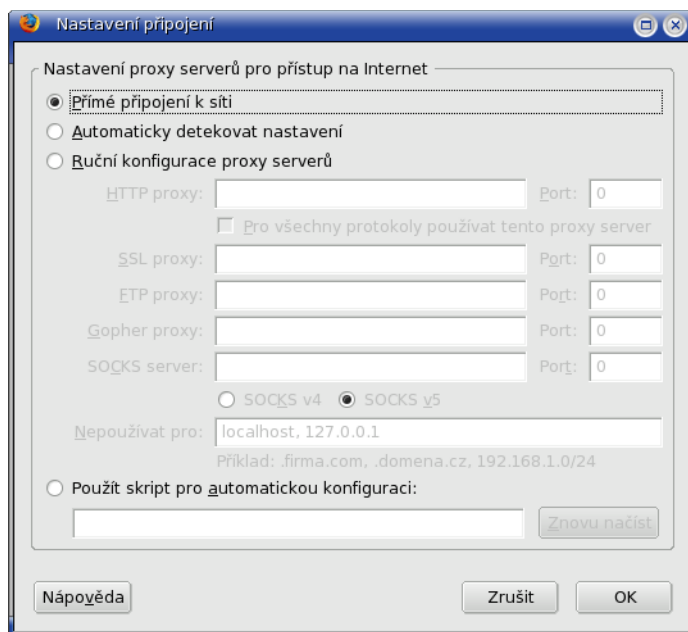 Nastavení připojení
Nastavení proxy serverů pro přístup na Internet
Přímé připojení k síti
Automaticky detekovat nastavení
Ruční konfigurace proxy serverů
HTTP proxy: Port: 0
Pro všechny protokoly používat tento proxy server
SSL proxy: Port: 0
FTP proxy: Port: 0
Gopher proxy: Port: 0
SOCKS server: Port: 0
SOCKS v4 SOCKS v5
Nepoužívat pro: localhost, 127.0.0.1
Příklad: .firma.com, .domena.cz, 192.168.1.0/24
Použít skript pro automatickou konfiguraci:
Znovu načíst
Nápověda Zrušit OK